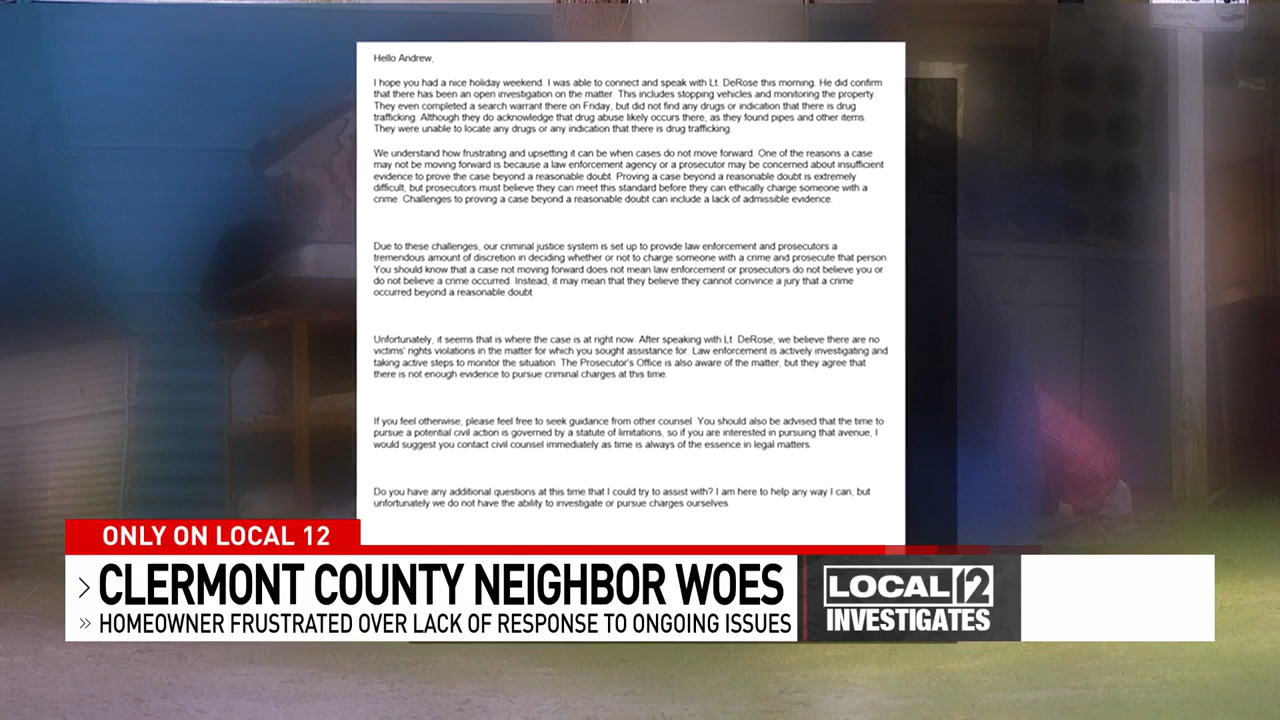 Hello Andrew,
I hope you had a nice holiday weekend. I was able to connect and speak with Lt. DeRose this morning. He did confirm
that there has been an open investigation on the matter. This includes stopping vehicles and monitoring the property.
They even completed a search warrant there on Friday, but did not find any drugs or indication that there is drug
trafficking. Although they do acknowledge that drug abuse likely occurs there, as they found pipes and other items.
They were unable to locate any drugs or any indication that there is drug trafficking.
We understand how frustrating and upsetting it can be when cases do not move forward. One of the reasons a case
may not be moving forward is because a law enforcement agency or a prosecutor may be concerned about insufficient
evidence to prove the case beyond a reasonable doubt. Proving a case beyond a reasonable doubt is extremely
difficult, but prosecutors must believe they can meet this standard before they can ethically charge someone with a
crime. Challenges to proving a case beyond a reasonable doubt can include a lack of admissible evidence.
Due to these challenges, our criminal justice system is set up to provide law enforcement and prosecutors a
tremendous amount of discretion in deciding whether or not to charge someone with a crime and prosecute that person.
You should know that a case not moving forward does not mean law enforcement or prosecutors do not believe you or
do not believe a crime occurred. Instead, it may mean that they believe they cannot convince a jury that a crime
occurred beyond a reasonable doubt.
Unfortunately, it seems that is where the case is at right now. After speaking with Lt. DeRose, we believe there are no
victims' rights violations in the matter for which you sought assistance for. Law enforcement is actively investigating and
taking active steps to monitor the situation. The Prosecutor's Office is also aware of the matter, but they agree that
there is not enough evidence to pursue criminal charges at this time.
If you feel otherwise, please feel free to seek guidance from other counsel. You should also be advised that the time to
pursue a potential civil action is governed by a statute of limitations, so if you are interested in pursuing that avenue, I
would suggest you contact civil counsel immediately as time is always of the essence in legal matters.
Do you have any additional questions at this time that I could try to assist with? I am here to help any way I can, but
unfortunately we do not have the ability to investigate or pursue charges ourselves.
ONLY ON LOCAL 12
> CLERMONT COUNTY NEIGHBOR WOES
» HOMEOWNER FRUSTRATED OVER LACK OF RESPONSE TO ONGOING ISSUES
LOCAL 12
INVESTIGATES